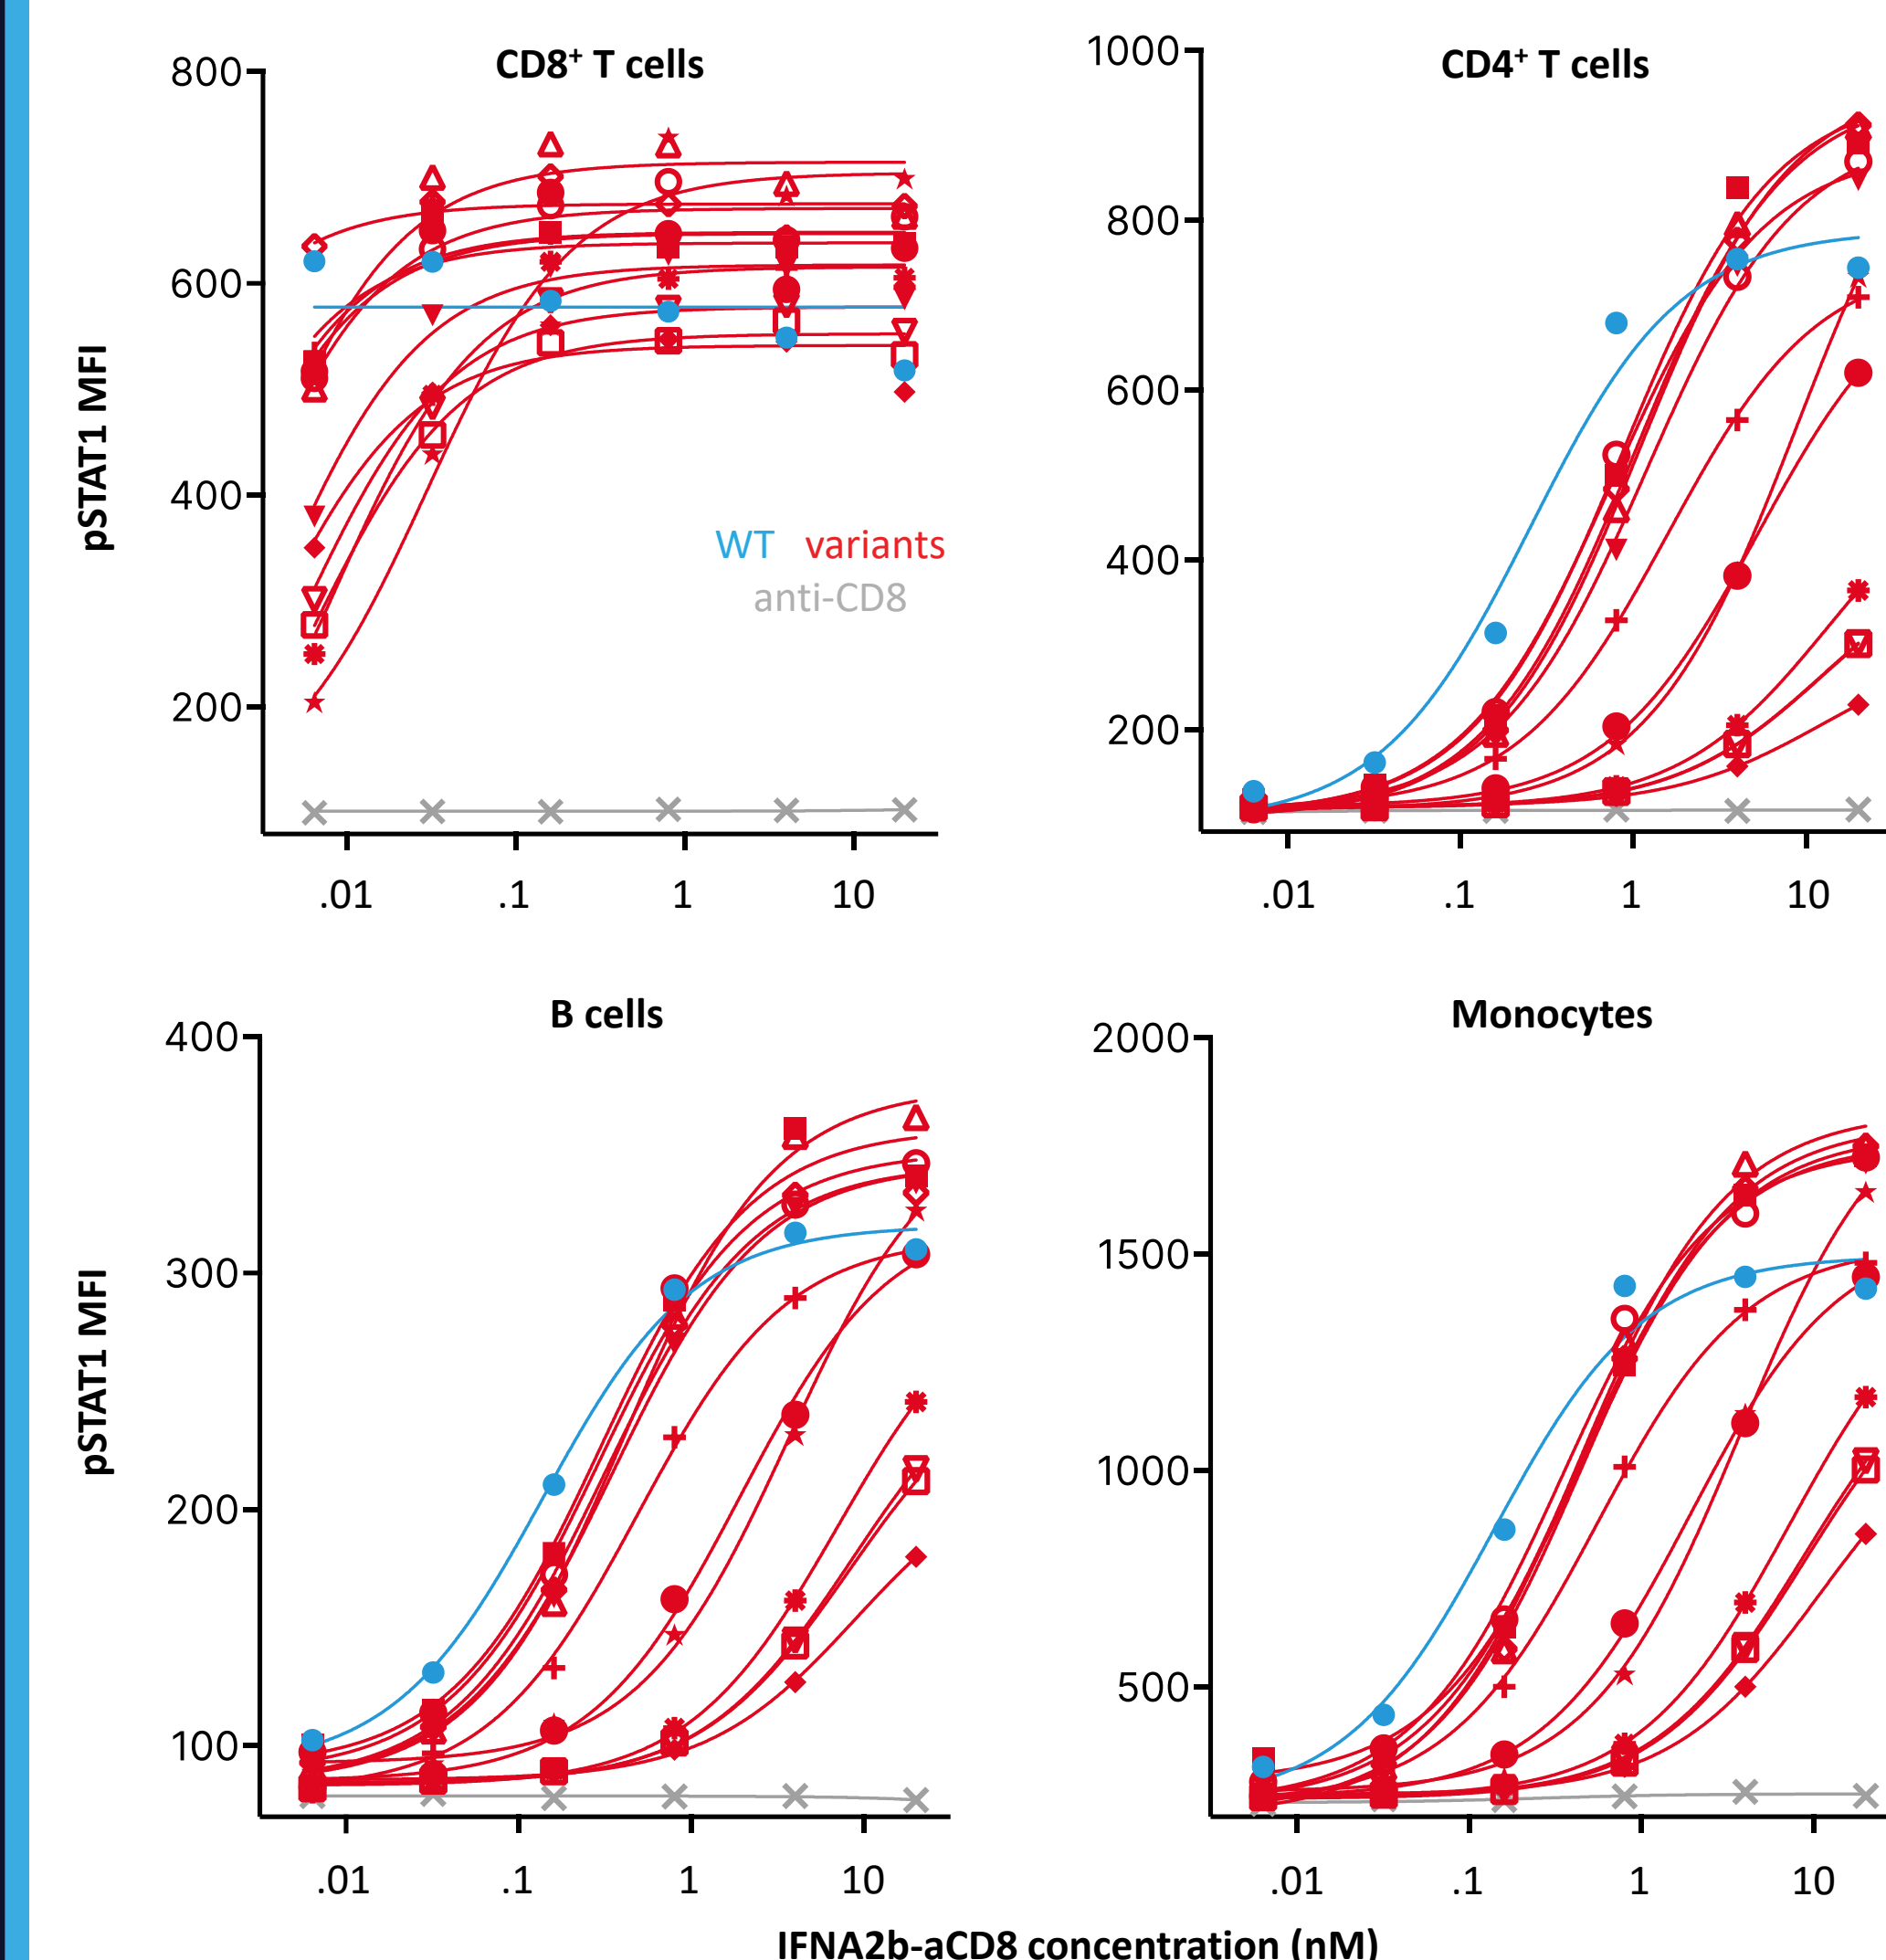 CD8+ T cells
800
600
400
200
pSTAT1 MFI
WT variants
anti-CD8
.01 .1 1 10
CD4+ T cells
1000
800
600
400
200
.01 .1 1 10
B cells
400
300
200
100
pSTAT1 MFI
.01 .1 1 10
Monocytes
2000
1500
1000
500
.01 .1 1 10
IFNA2b-aCD8 concentration (nM)